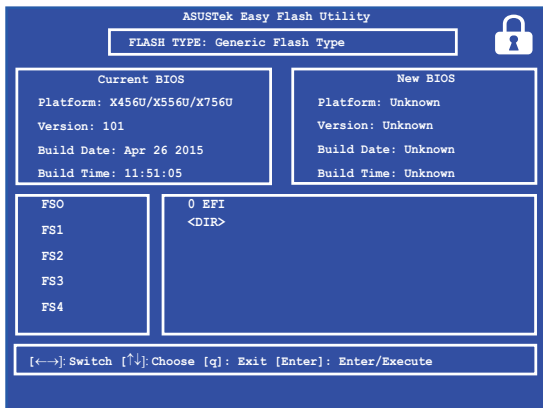 ASUSTek Easy Flash Utility
FLASH TYPE: Generic Flash Type
Current BIOS
Platform: X456U/X556U/X756U
Version: 101
Build Date: Apr 26 2015
Build Time: 11:51:05
New BIOS
Platform: Unknown
Version: Unknown
Build Date: Unknown
Build Time: Unknown
FSO
FS1
FS2
FS3
FS4
0 EFI
<DIR>
[←→]: Switch [↑↓]: Choose [q]: Exit [Enter]: Enter/Execute